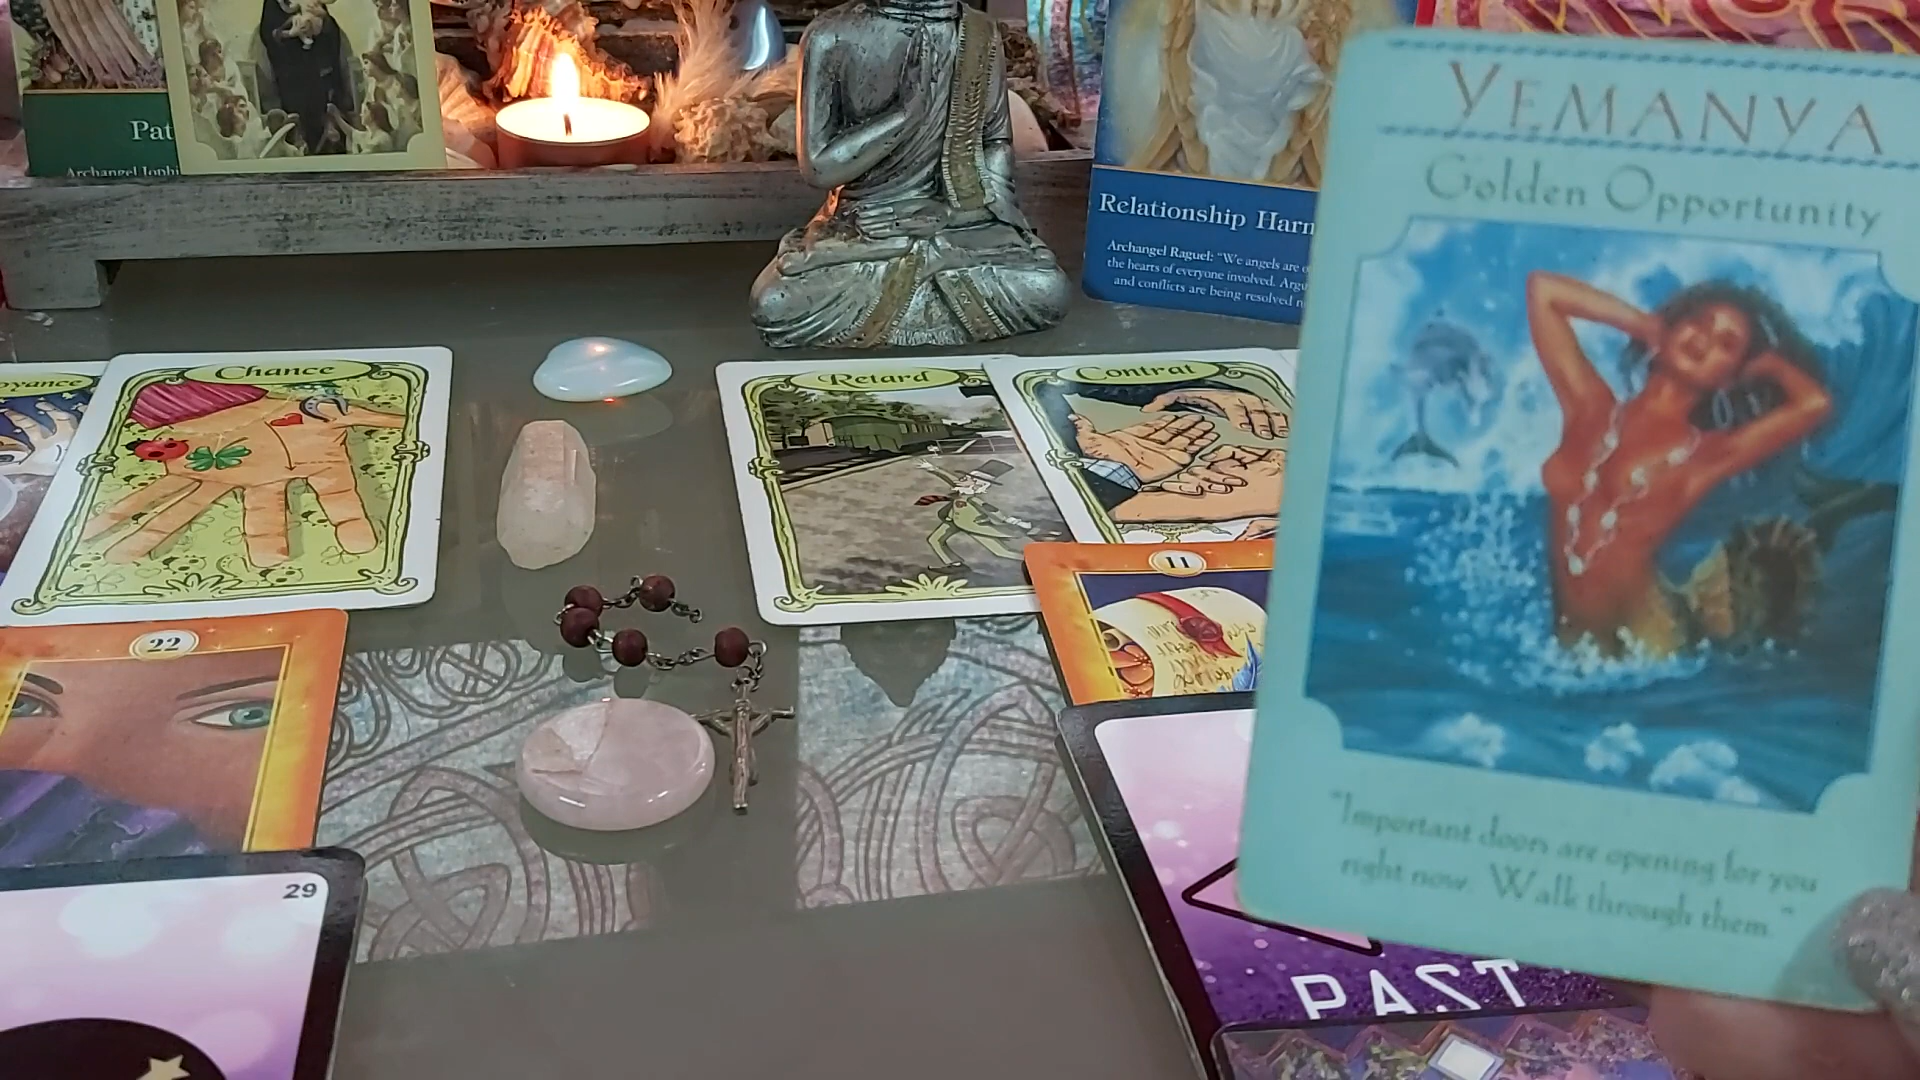 Pat
Archangel Jophi
Relationship Harm
Archangel Raguel: "We angels are
the hearts of everyone involved. Argu
and conflicts are being resolved n
YEMANYA
Golden Opportunity
"Important doors are opening for you
right now. Walk through them."
oyance
Chance
Retard
Contrat
11
22
29
PAST